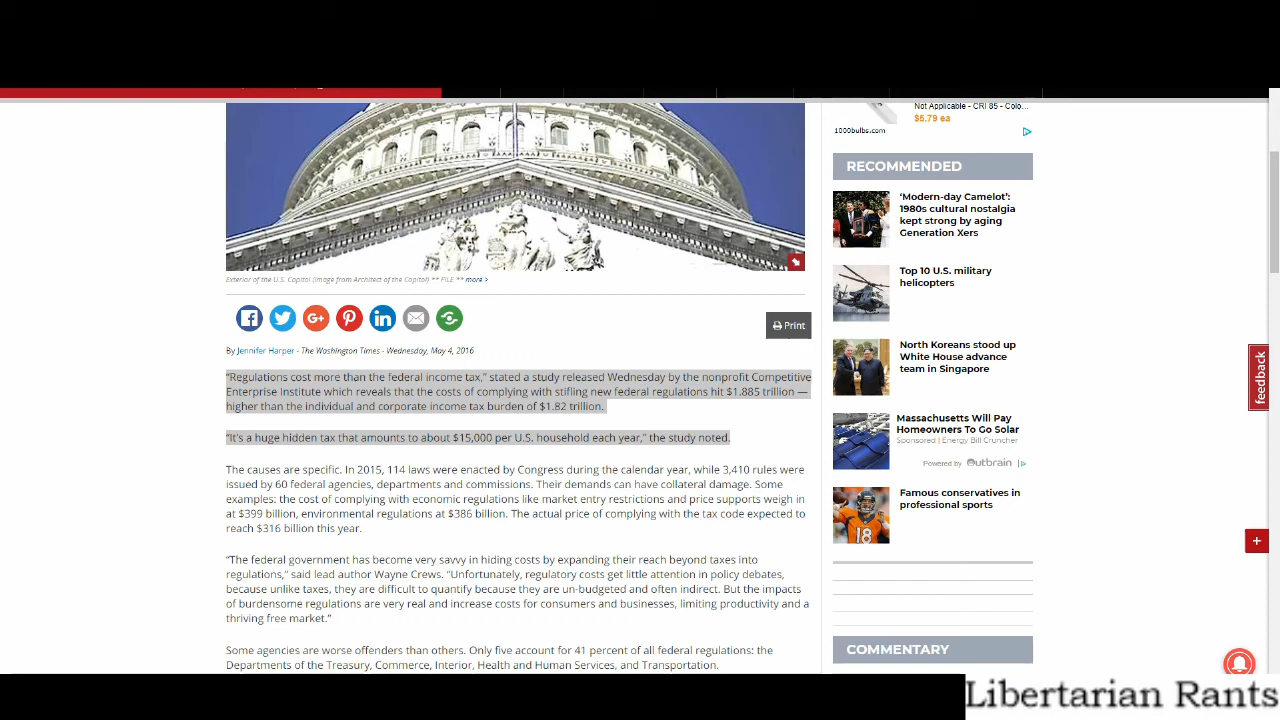 Not Applicable - CRI 85 - Colo...
$5.79 ea
1000bulbs.com
RECOMMENDED
'Modern-day Camelot':
1980s cultural nostalgia
kept strong by aging
Generation Xers
Top 10 U.S. military
helicopters
North Koreans stood up
White House advance
team in Singapore
Massachusetts Will Pay
Homeowners To Go Solar
Sponsored | Energy Bill Cruncher
Powered by Outbrain
Famous conservatives in
professional sports
COMMENTARY
Exterior of the U.S. Capitol (Image from Architect of the Capitol) ** FILE ** more >
Print
By Jennifer Harper - The Washington Times - Wednesday, May 4, 2016
"Regulations cost more than the federal income tax," stated a study released Wednesday by the nonprofit Competitive
Enterprise Institute which reveals that the costs of complying with stifling new federal regulations hit $1.885 trillion —
higher than the individual and corporate income tax burden of $1.82 trillion.
"It's a huge hidden tax that amounts to about $15,000 per U.S. household each year," the study noted.
The causes are specific. In 2015, 114 laws were enacted by Congress during the calendar year, while 3,410 rules were
issued by 60 federal agencies, departments and commissions. Their demands can have collateral damage. Some
examples: the cost of complying with economic regulations like market entry restrictions and price supports weigh in
at $399 billion, environmental regulations at $386 billion. The actual price of complying with the tax code expected to
reach $316 billion this year.
"The federal government has become very savvy in hiding costs by expanding their reach beyond taxes into
regulations," said lead author Wayne Crews. "Unfortunately, regulatory costs get little attention in policy debates,
because unlike taxes, they are difficult to quantify because they are un-budgeted and often indirect. But the impacts
of burdensome regulations are very real and increase costs for consumers and businesses, limiting productivity and a
thriving free market."
Some agencies are worse offenders than others. Only five account for 41 percent of all federal regulations: the
Departments of the Treasury, Commerce, Interior, Health and Human Services, and Transportation.
feedback
Libertarian Rants